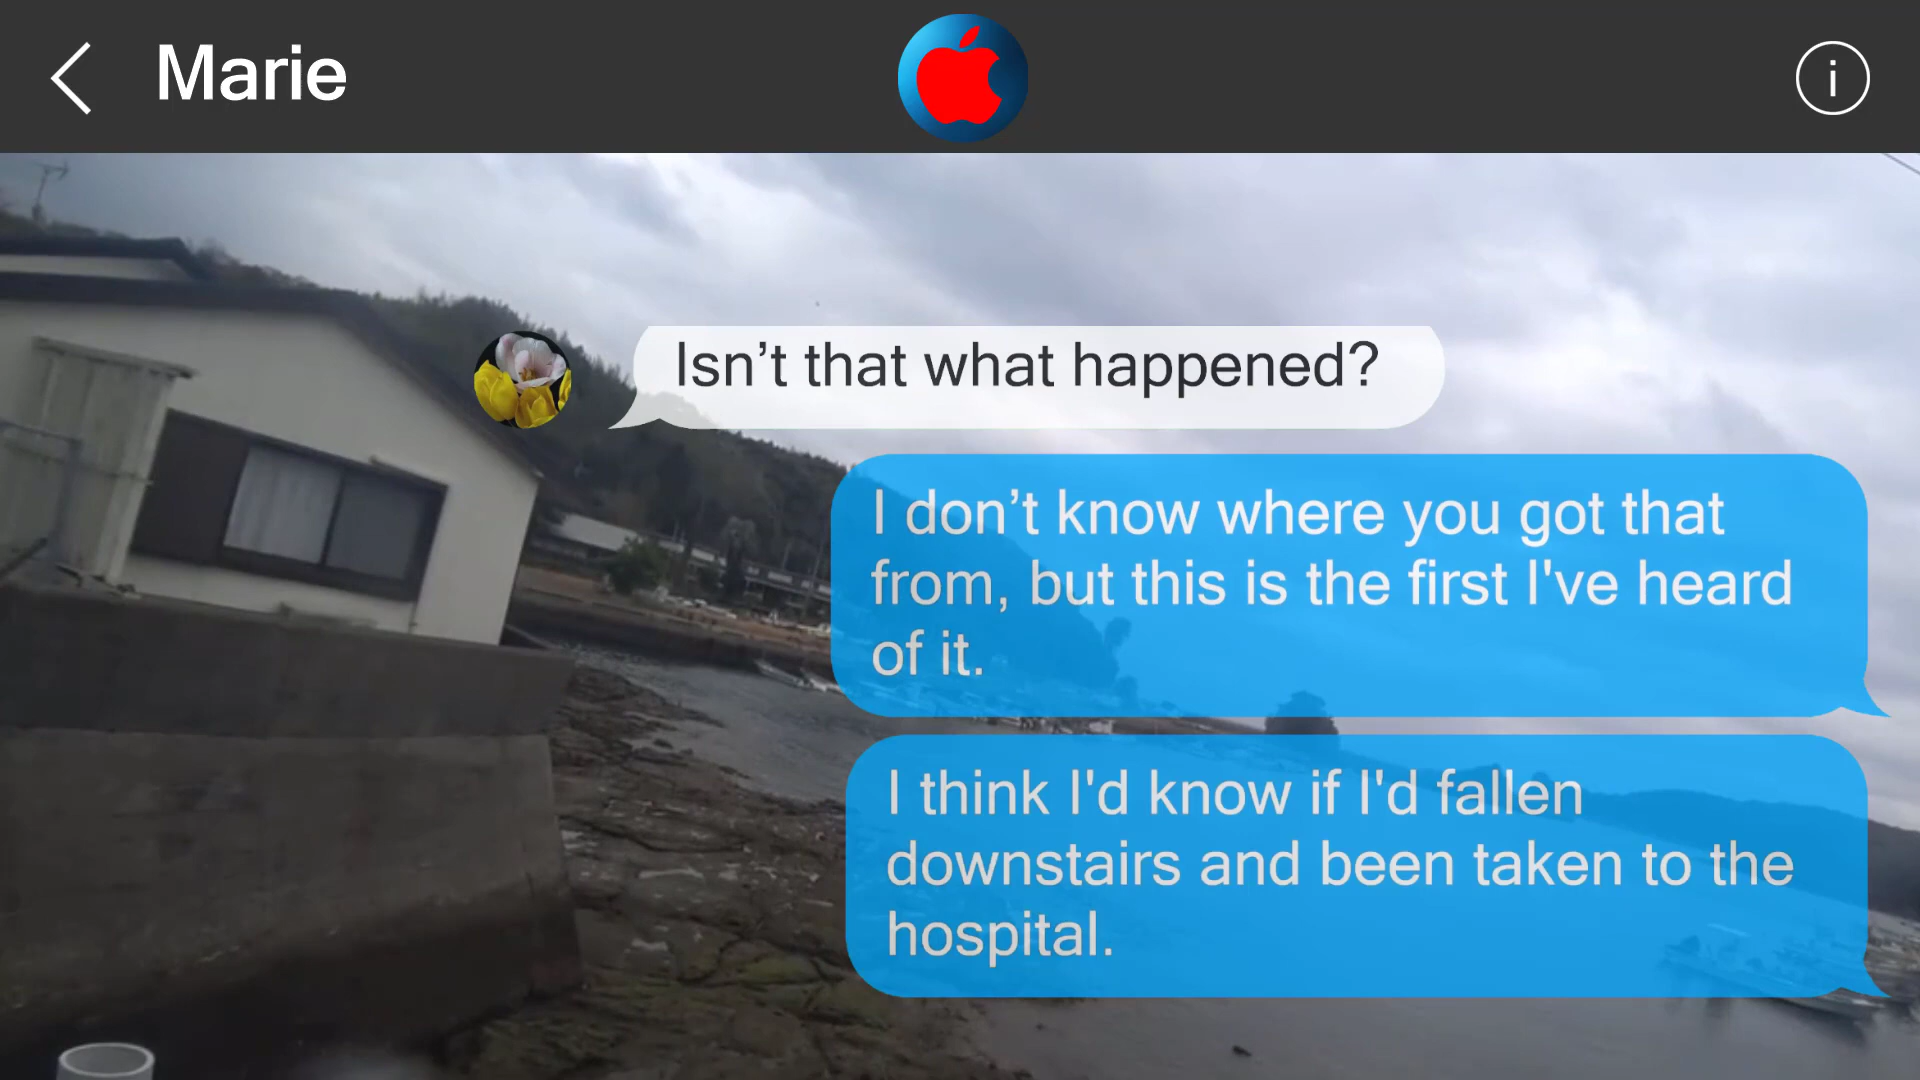 Marie
i
Isn’t that what happened?
I don’t know where you got that
from, but this is the first I've heard
of it.
I think I'd know if I'd fallen
downstairs and been taken to the
hospital.